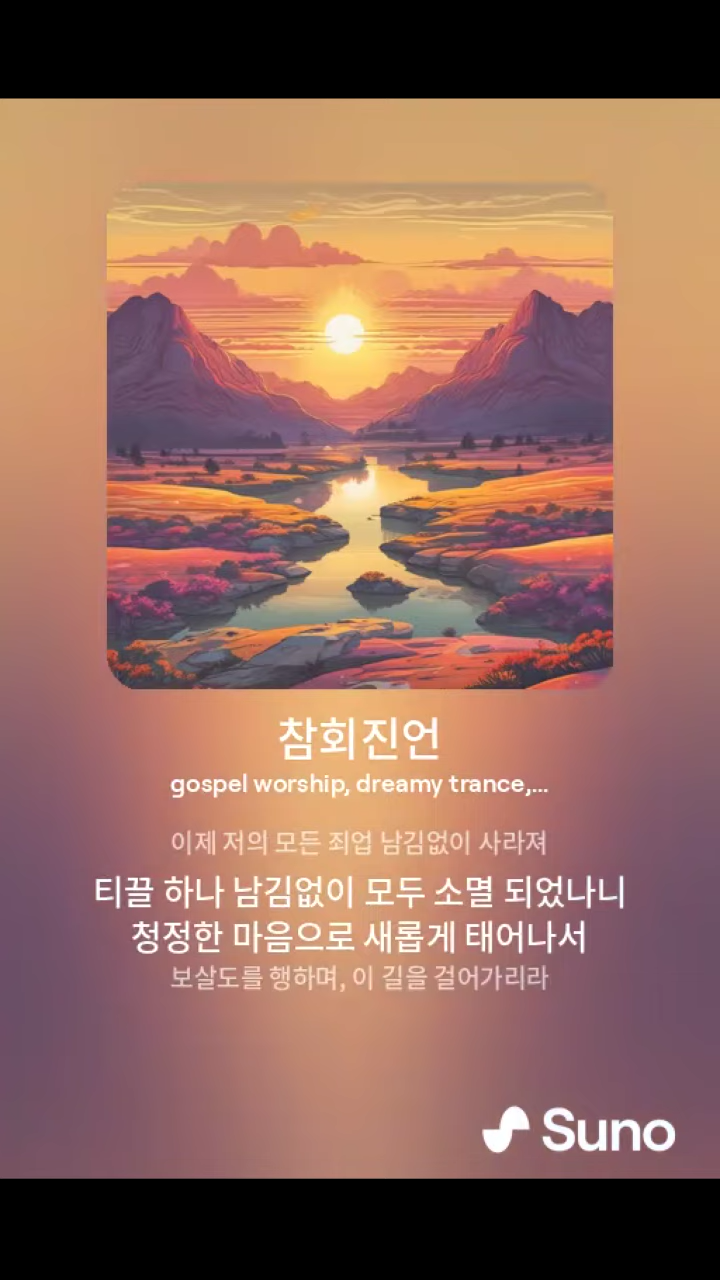 참회진언
gospel worship, dreamy trance,...
이제 저의 모든 죄업 남김없이 사라져
티끌 하나 남김없이 모두 소멸 되었나니
청정한 마음으로 새롭게 태어나서
보살도를 행하며, 이 길을 걸어가리라
Suno